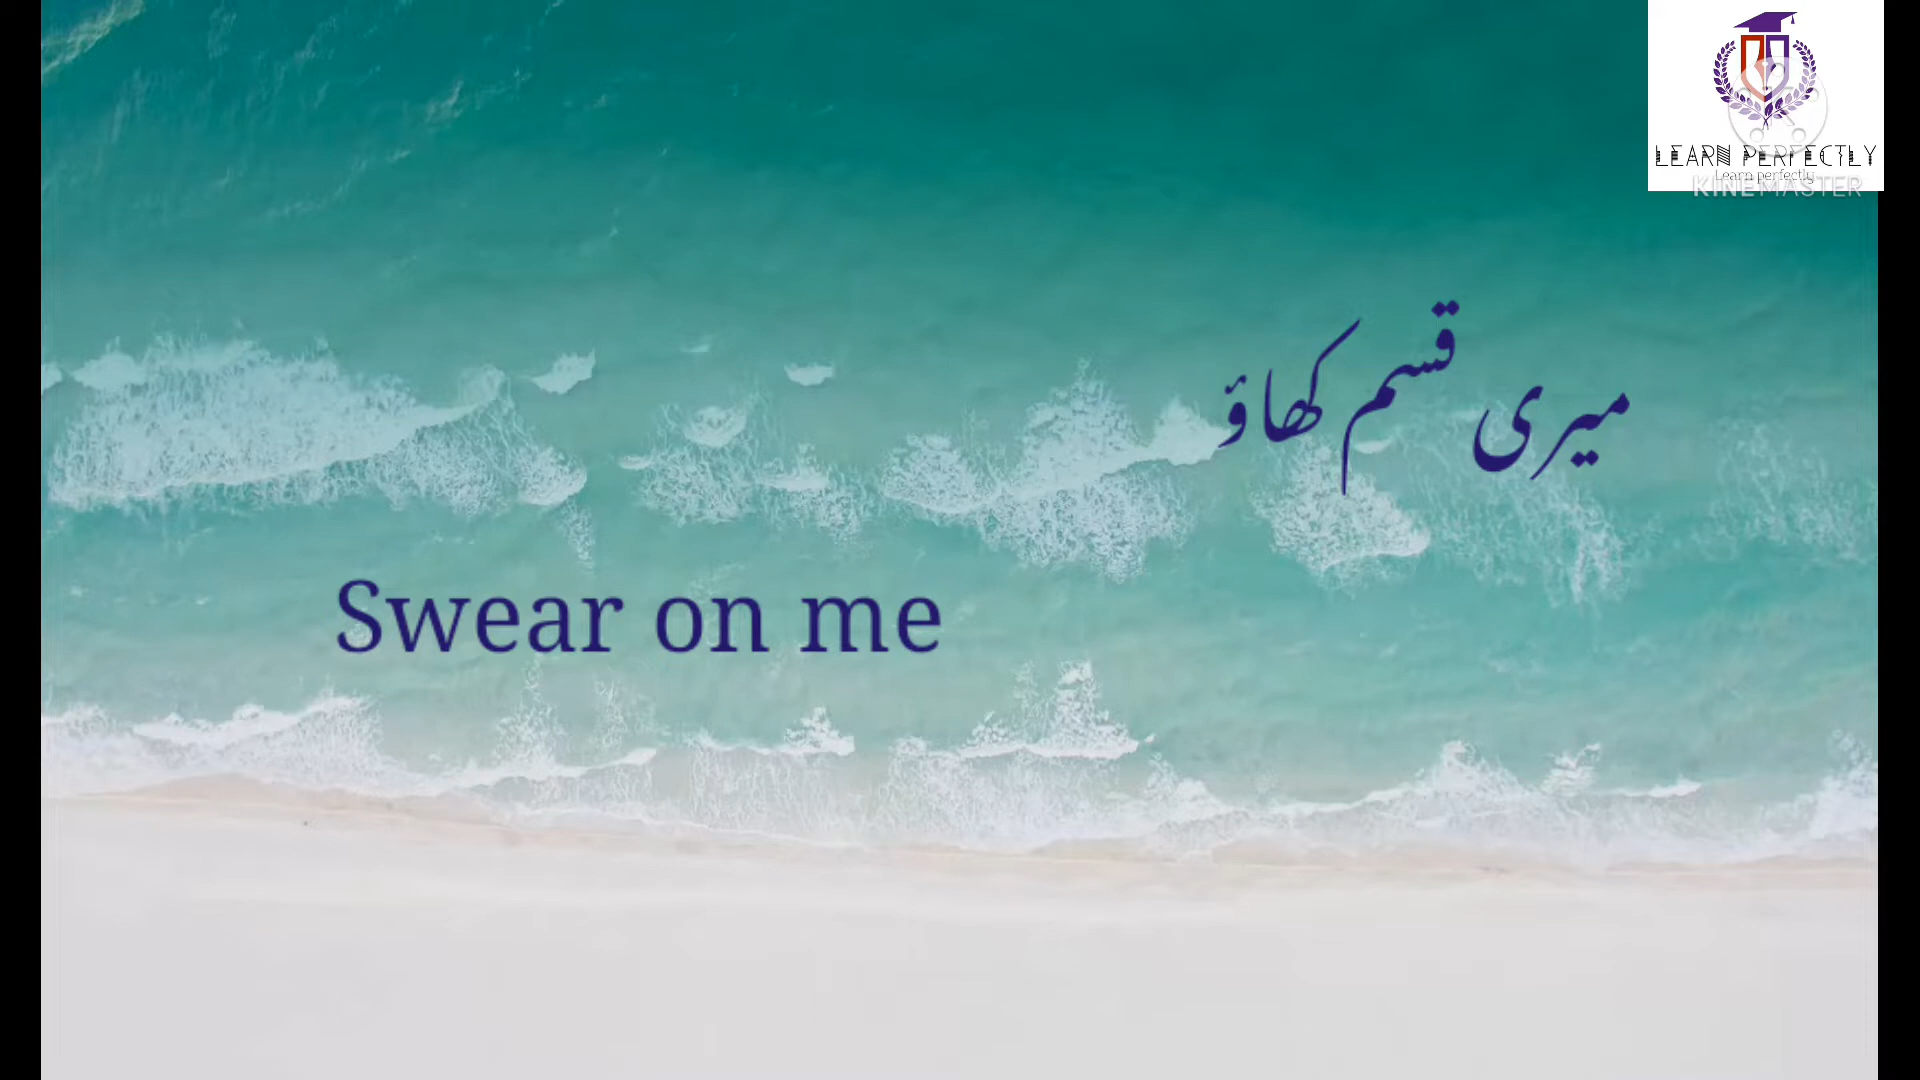 LEARN PERFECTLY
Learn perfectly
KINEMASTER
میری قسم کھاؤ
Swear on me